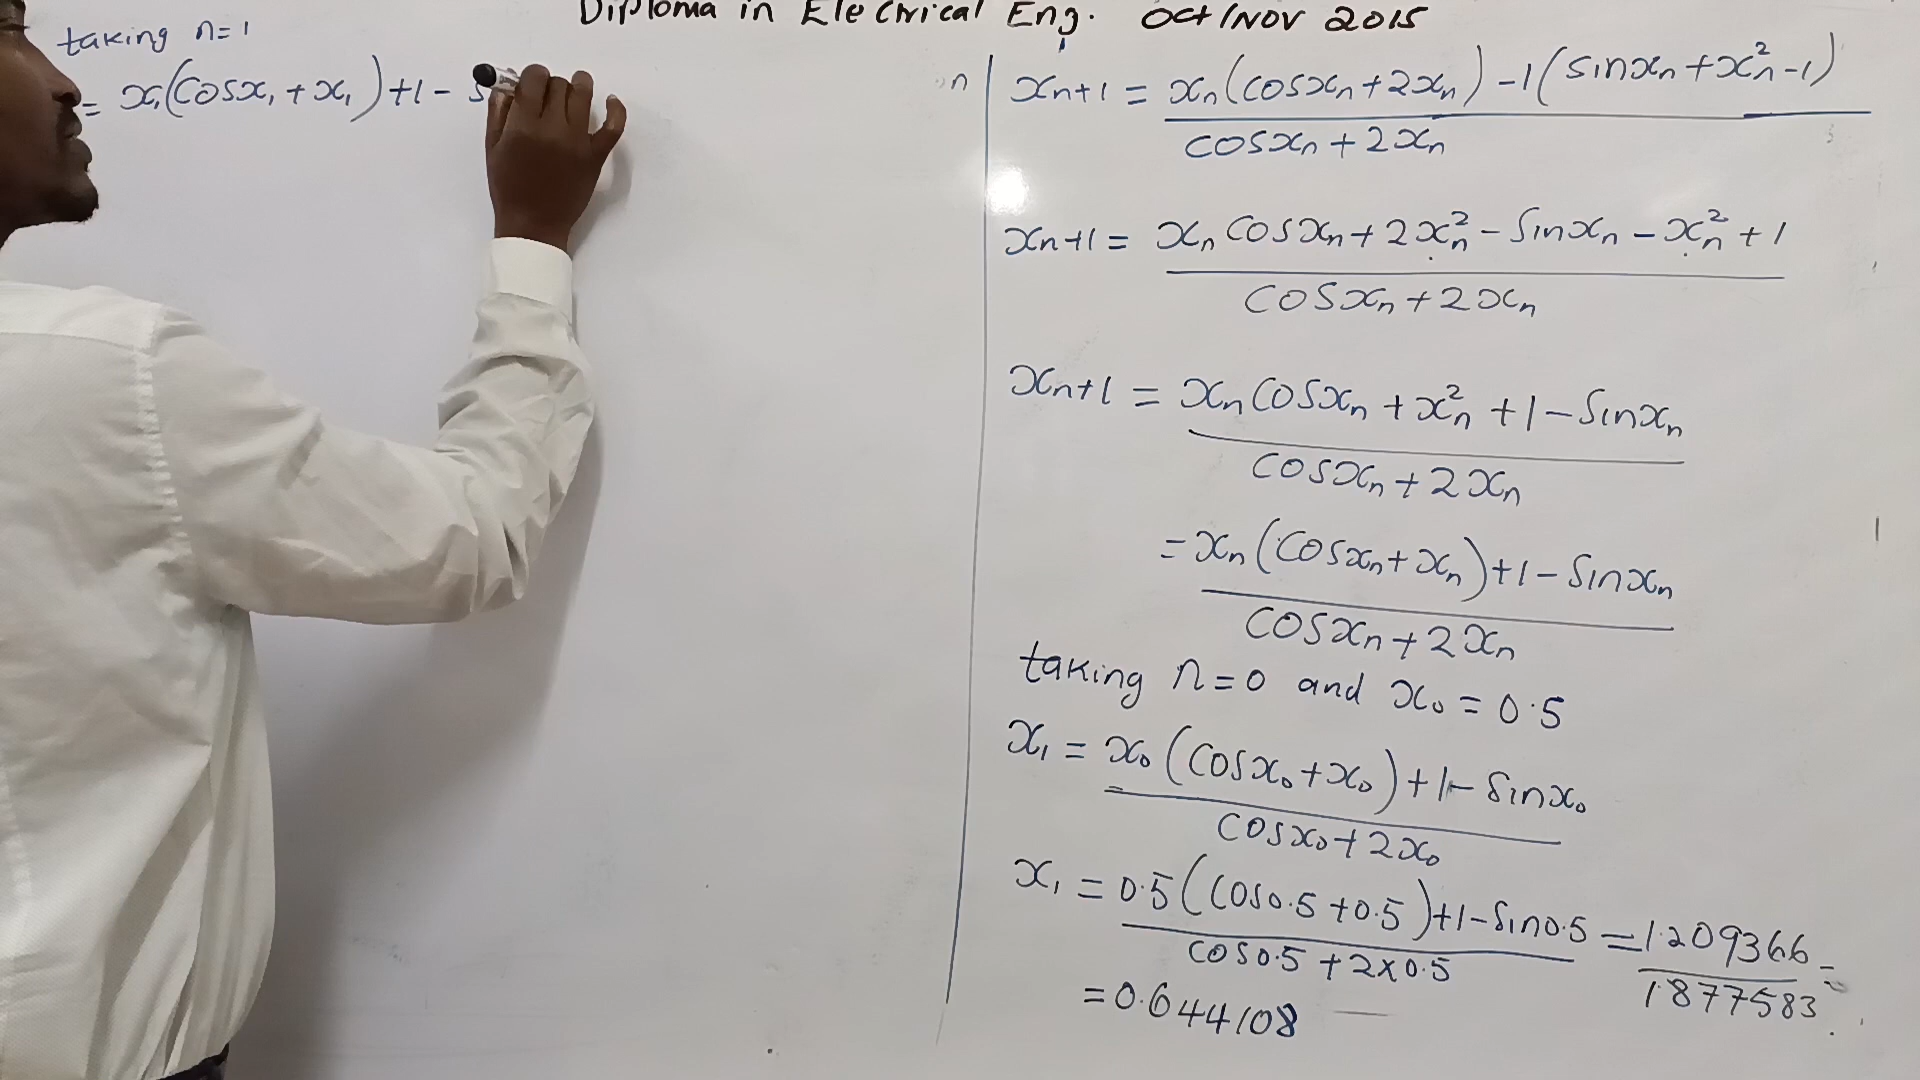 Diploma in Electrical Eng. Oct/Nov 2015
taking n=1
= x₁(cosx₁ + x₁)+1 - s
n
xn+1 = xn(cosxn+2xn) -1(sinxn+x²n-1)
cosxn+2xn
xn+1 = xn cosxn+2x²n - sinxn - x²n +1
cosxn+2xn
xn+1 = xn cosxn + x²n +1 - sinxn
cosxn+2xn
= xn(cosxn+xn)+1 - sinxn
cosxn+2xn
taking n=0 and x₀ = 0.5
x₁ = x₀(cosx₀+x₀)+1- sinx₀
cosx₀+2x₀
x₁ = 0.5(cos0.5+0.5)+1-sin0.5 = 1.209366 =
cos0.5+2×0.5 1.877583
= 0.644108